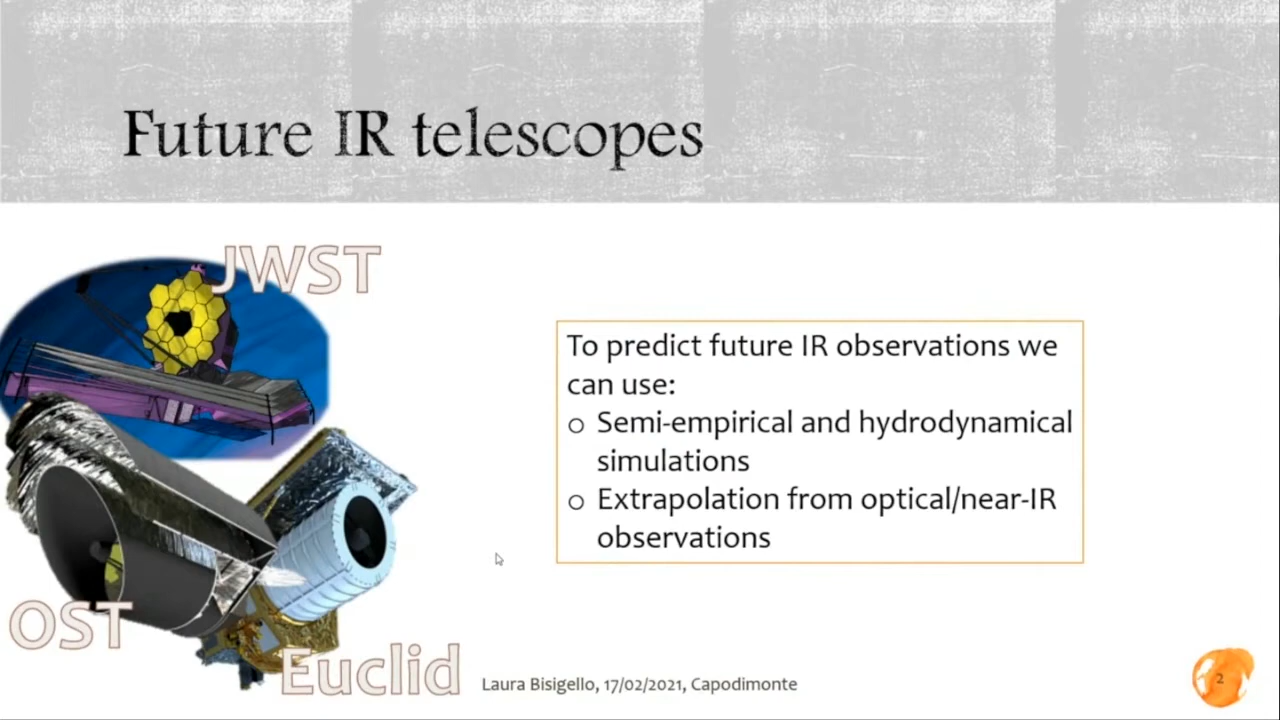 Future IR telescopes
JWST
To predict future IR observations we
can use:
o Semi-empirical and hydrodynamical
simulations
o Extrapolation from optical/near-IR
observations
OST
Euclid
Laura Bisigello, 17/02/2021, Capodimonte
2